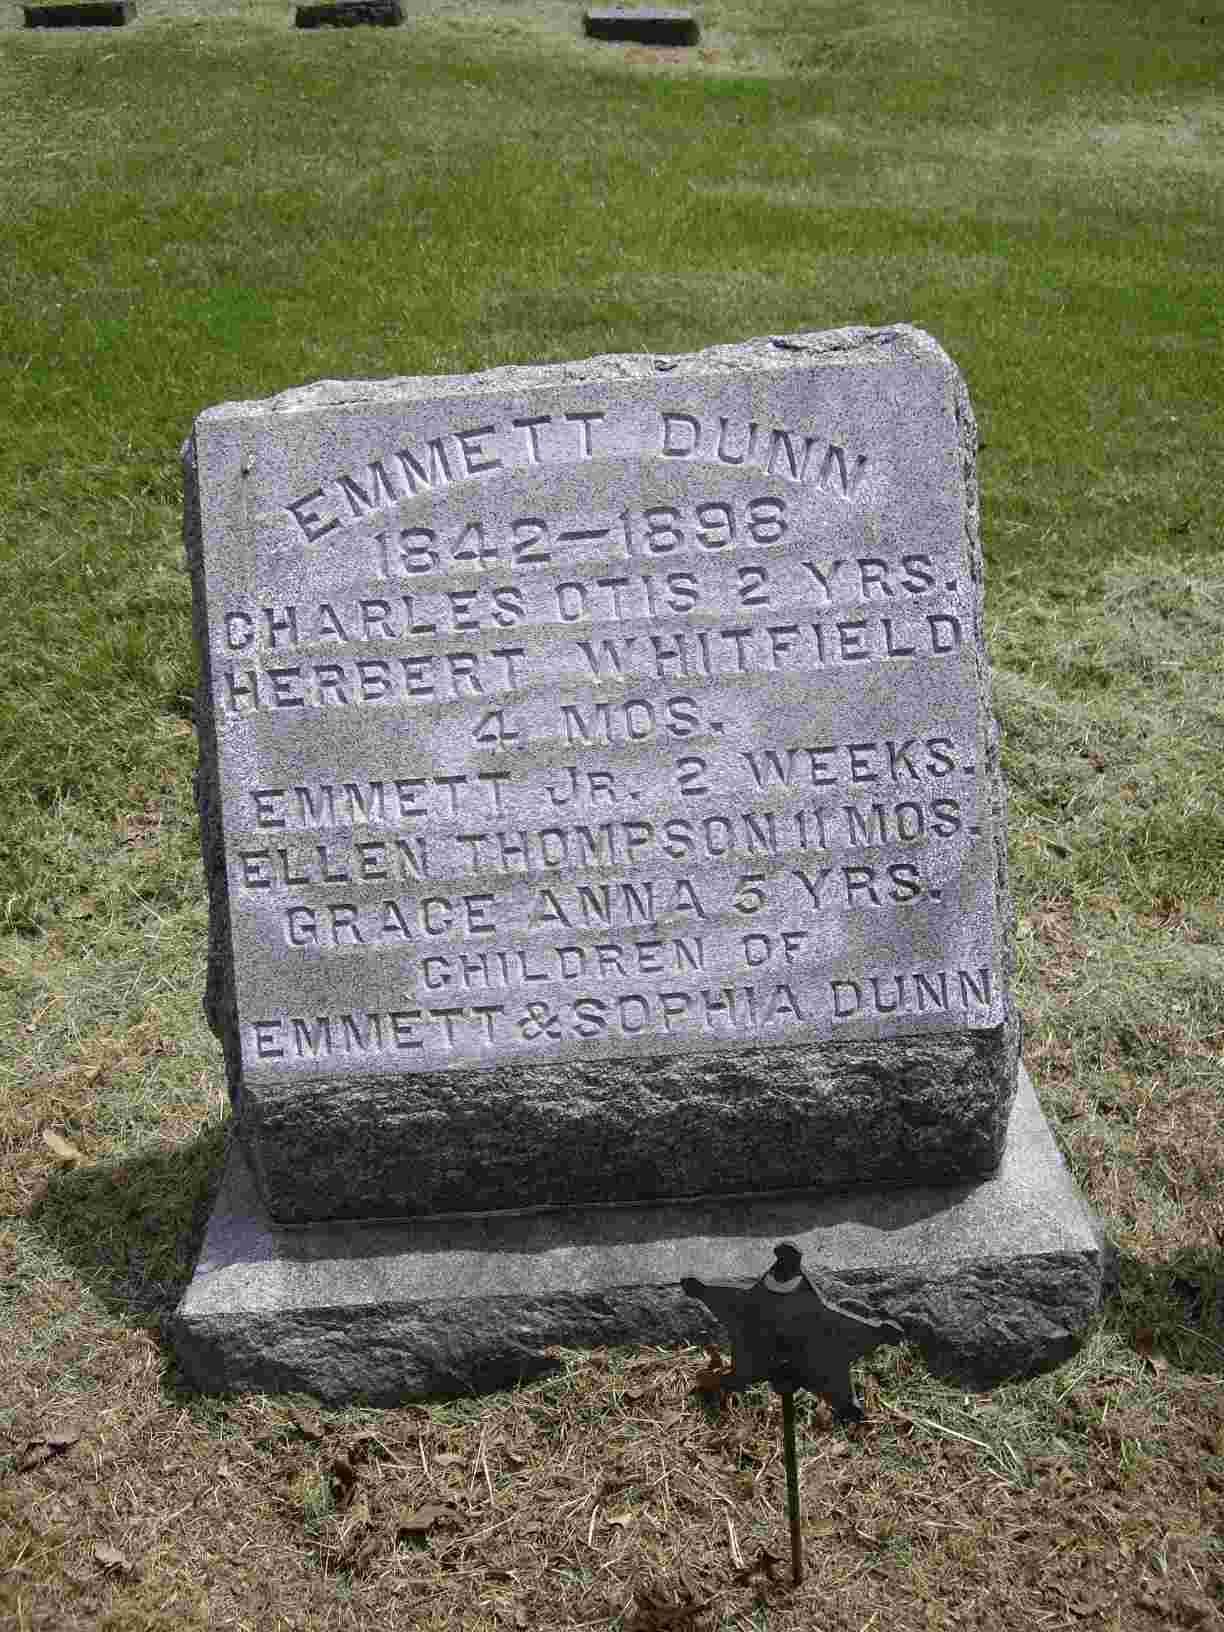 EMMETT DUNN
1842–1898
CHARLES OTIS 2 YRS.
HERBERT WHITFIELD
4 MOS.
EMMETT JR. 2 WEEKS.
ELLEN THOMPSON 11 MOS.
GRACE ANNA 5 YRS.
CHILDREN OF
EMMETT & SOPHIA DUNN